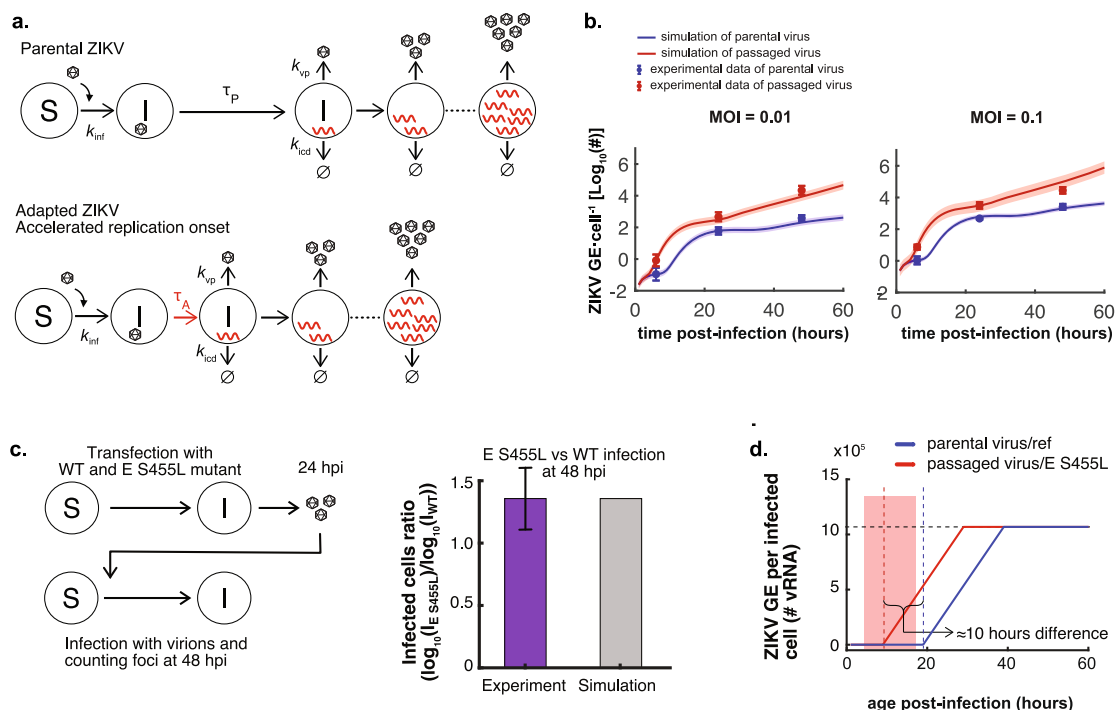 a.
Parental ZIKV
S
k_inf
I
τ_P
k_vp
I
k_icd
∅
∅
∅
Adapted ZIKV
Accelerated replication onset
S
k_inf
I
τ_A
k_vp
I
k_icd
∅
∅
∅
b.
simulation of parental virus
simulation of passaged virus
experimental data of parental virus
experimental data of passaged virus
MOI = 0.01
MOI = 0.1
ZIKV GE·cell⁻¹ [Log₁₀(#)]
6
4
2
0
-2
0
20
40
60
time post-infection (hours)
6
4
2
0
2
0
20
40
60
time post-infection (hours)
c.
Transfection with
WT and E S455L mutant
24 hpi
S
I
S
I
Infection with virions and
counting foci at 48 hpi
E S455L vs WT infection
at 48 hpi
Infected cells ratio
(log₁₀(I_E S455L)/log₁₀(I_WT))
1.5
1.0
0.5
0
Experiment
Simulation
d.
parental virus/ref
passaged virus/E S455L
x10⁵
ZIKV GE per infected
cell (# vRNA)
15
10
5
0
0
20
40
60
≈10 hours difference
age post-infection (hours)